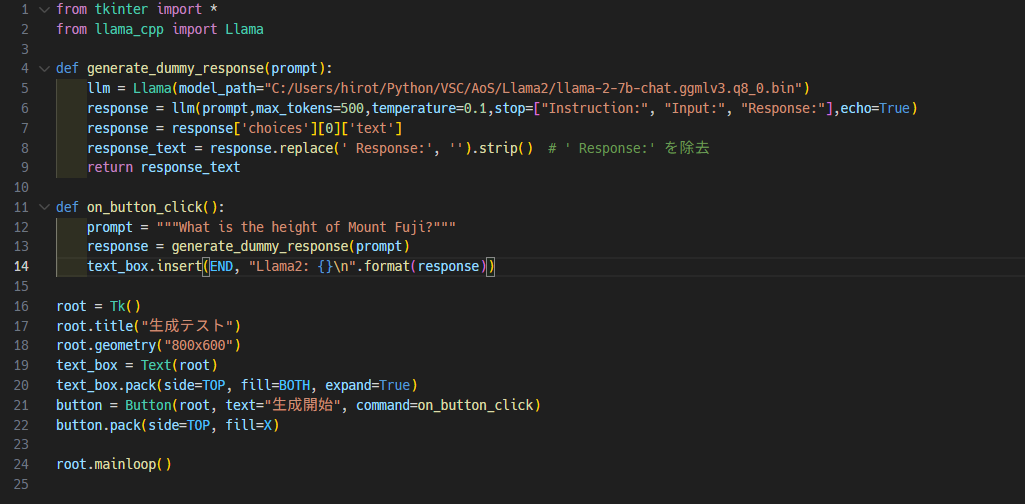 1 from tkinter import *
2 from llama_cpp import Llama
3
4 def generate_dummy_response(prompt):
5     llm = Llama(model_path="C:/Users/hirot/Python/VSC/AoS/Llama2/llama-2-7b-chat.ggmlv3.q8_0.bin")
6     response = llm(prompt,max_tokens=500,temperature=0.1,stop=["Instruction:", "Input:", "Response:"],echo=True)
7     response = response['choices'][0]['text']
8     response_text = response.replace(' Response:', '').strip()  # ' Response:' を除去
9     return response_text
10
11 def on_button_click():
12     prompt = """What is the height of Mount Fuji?"""
13     response = generate_dummy_response(prompt)
14     text_box.insert(END, "Llama2: {}\n".format(response))
15
16 root = Tk()
17 root.title("生成テスト")
18 root.geometry("800x600")
19 text_box = Text(root)
20 text_box.pack(side=TOP, fill=BOTH, expand=True)
21 button = Button(root, text="生成開始", command=on_button_click)
22 button.pack(side=TOP, fill=X)
23
24 root.mainloop()
25